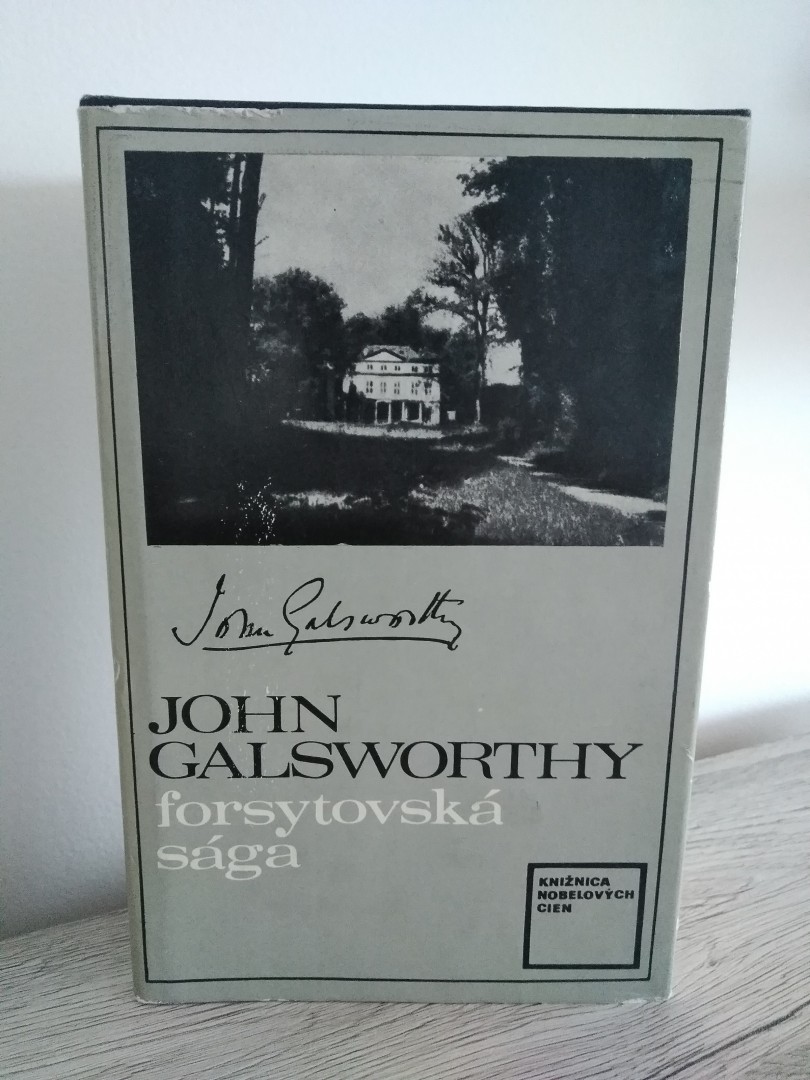 John Galsworthy
JOHN
GALSWORTHY
forsytovská
sága
KNIŽNICA
NOBELOVÝCH
CIEN